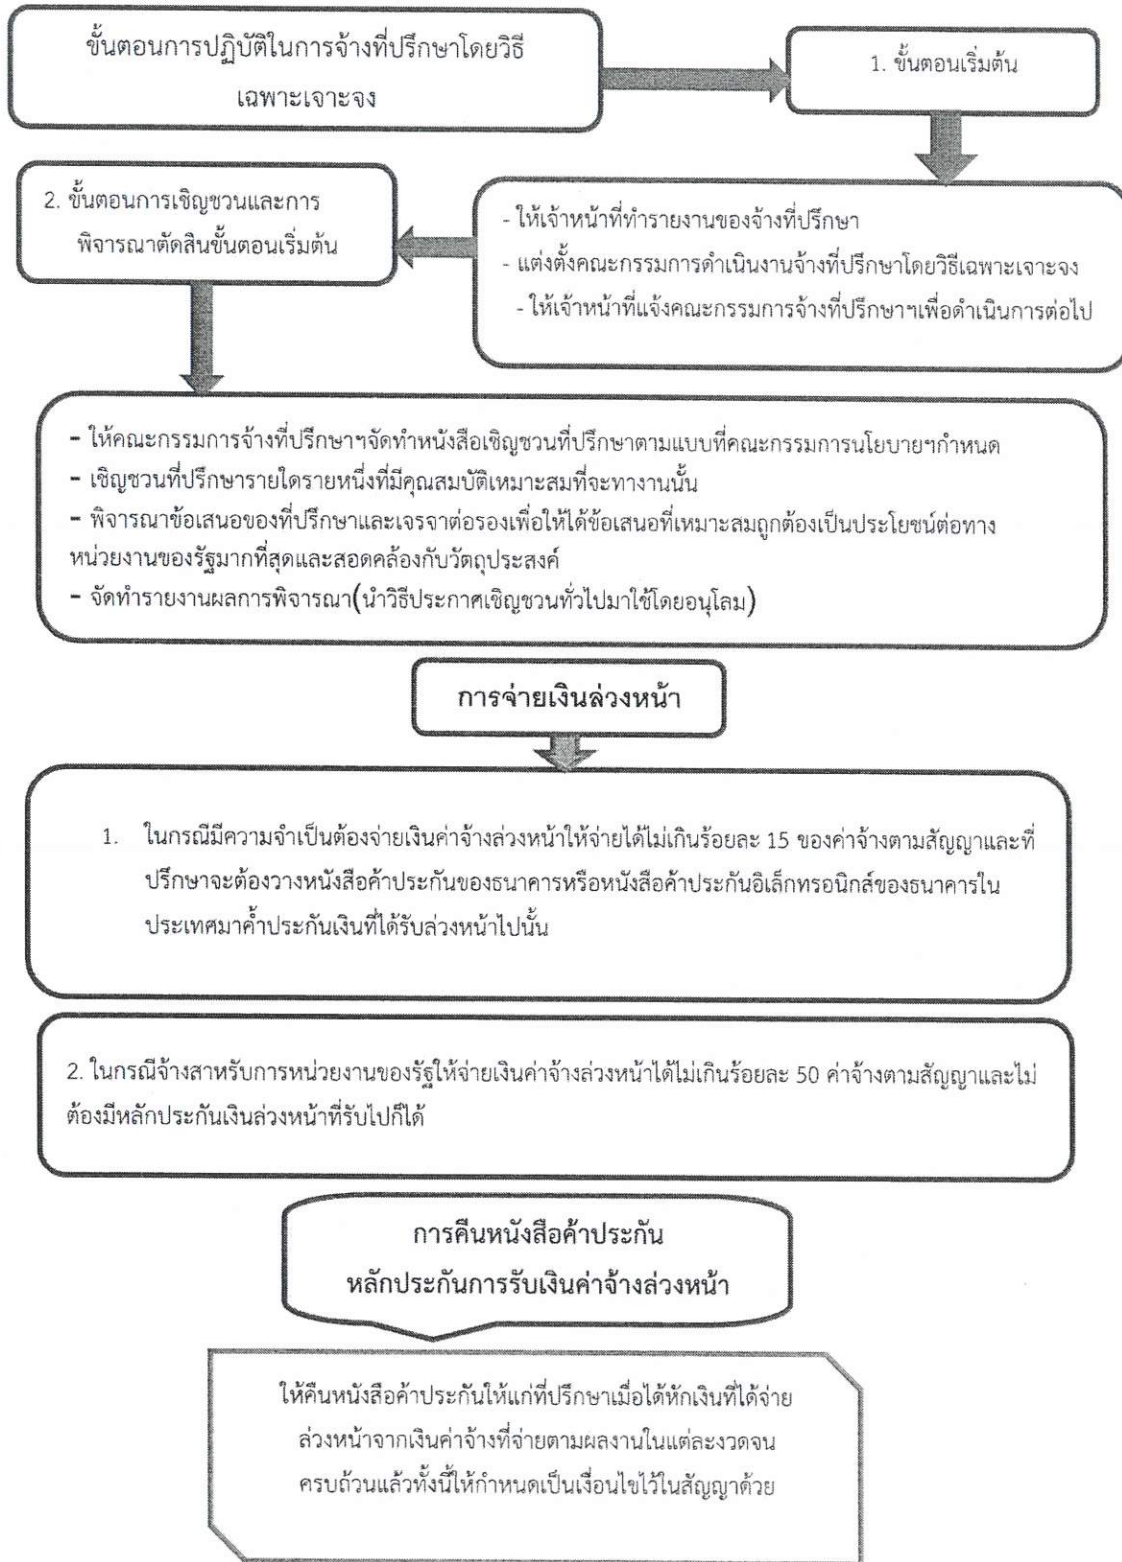 ขั้นตอนการปฏิบัติในการจ้างที่ปรึกษาโดยวิธี
เฉพาะเจาะจง
1. ขั้นตอนเริ่มต้น
- ให้เจ้าหน้าที่ทำรายงานของจ้างที่ปรึกษา
- แต่งตั้งคณะกรรมการดำเนินงานจ้างที่ปรึกษาโดยวิธีเฉพาะเจาะจง
- ให้เจ้าหน้าที่แจ้งคณะกรรมการจ้างที่ปรึกษาฯเพื่อดำเนินการต่อไป
2. ขั้นตอนการเชิญชวนและการ
พิจารณาตัดสินขั้นตอนเริ่มต้น
- ให้คณะกรรมการจ้างที่ปรึกษาฯจัดทำหนังสือเชิญชวนที่ปรึกษาตามแบบที่คณะกรรมการนโยบายฯกำหนด
- เชิญชวนที่ปรึกษารายใดรายหนึ่งที่มีคุณสมบัติเหมาะสมที่จะทางานนั้น
- พิจารณาข้อเสนอของที่ปรึกษาและเจรจาต่อรองเพื่อให้ได้ข้อเสนอที่เหมาะสมถูกต้องเป็นประโยชน์ต่อทาง
หน่วยงานของรัฐมากที่สุดและสอดคล้องกับวัตถุประสงค์
- จัดทำรายงานผลการพิจารณา(นำวิธีประกาศเชิญชวนทั่วไปมาใช้โดยอนุโลม)
การจ่ายเงินล่วงหน้า
1. ในกรณีมีความจำเป็นต้องจ่ายเงินค่าจ้างล่วงหน้าให้จ่ายได้ไม่เกินร้อยละ 15 ของค่าจ้างตามสัญญาและที่
ปรึกษาจะต้องวางหนังสือค้าประกันของธนาคารหรือหนังสือค้าประกันอิเล็กทรอนิกส์ของธนาคารใน
ประเทศมาค้ำประกันเงินที่ได้รับล่วงหน้าไปนั้น
2. ในกรณีจ้างสาหรับการหน่วยงานของรัฐให้จ่ายเงินค่าจ้างล่วงหน้าได้ไม่เกินร้อยละ 50 ค่าจ้างตามสัญญาและไม่
ต้องมีหลักประกันเงินล่วงหน้าที่รับไปก็ได้
การคืนหนังสือค้าประกัน
หลักประกันการรับเงินค่าจ้างล่วงหน้า
ให้คืนหนังสือค้าประกันให้แก่ที่ปรึกษาเมื่อได้หักเงินที่ได้จ่าย
ล่วงหน้าจากเงินค่าจ้างที่จ่ายตามผลงานในแต่ละงวดจน
ครบถ้วนแล้วทั้งนี้ให้กำหนดเป็นเงื่อนไขไว้ในสัญญาด้วย